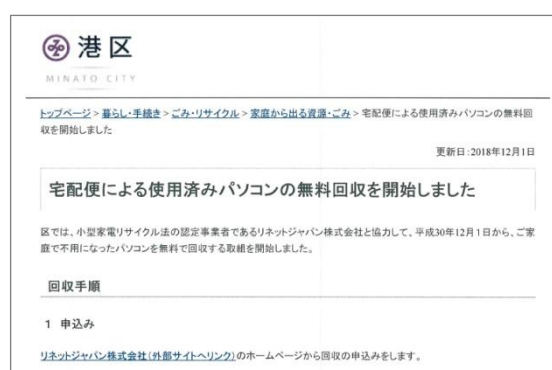 港区
MINATO CITY
トップページ > 暮らし・手続き > ごみ・リサイクル > 家庭から出る資源・ごみ > 宅配便による使用済みパソコンの無料回
収を開始しました
更新日:2018年12月1日
宅配便による使用済みパソコンの無料回収を開始しました
区では、小型家電リサイクル法の認定事業者であるリネットジャパン株式会社と協力して、平成30年12月1日から、ご家
庭で不用になったパソコンを無料で回収する取組を開始しました。
回収手順
1 申込み
リネットジャパン株式会社(外部サイトへリンク)のホームページから回収の申込みをします。